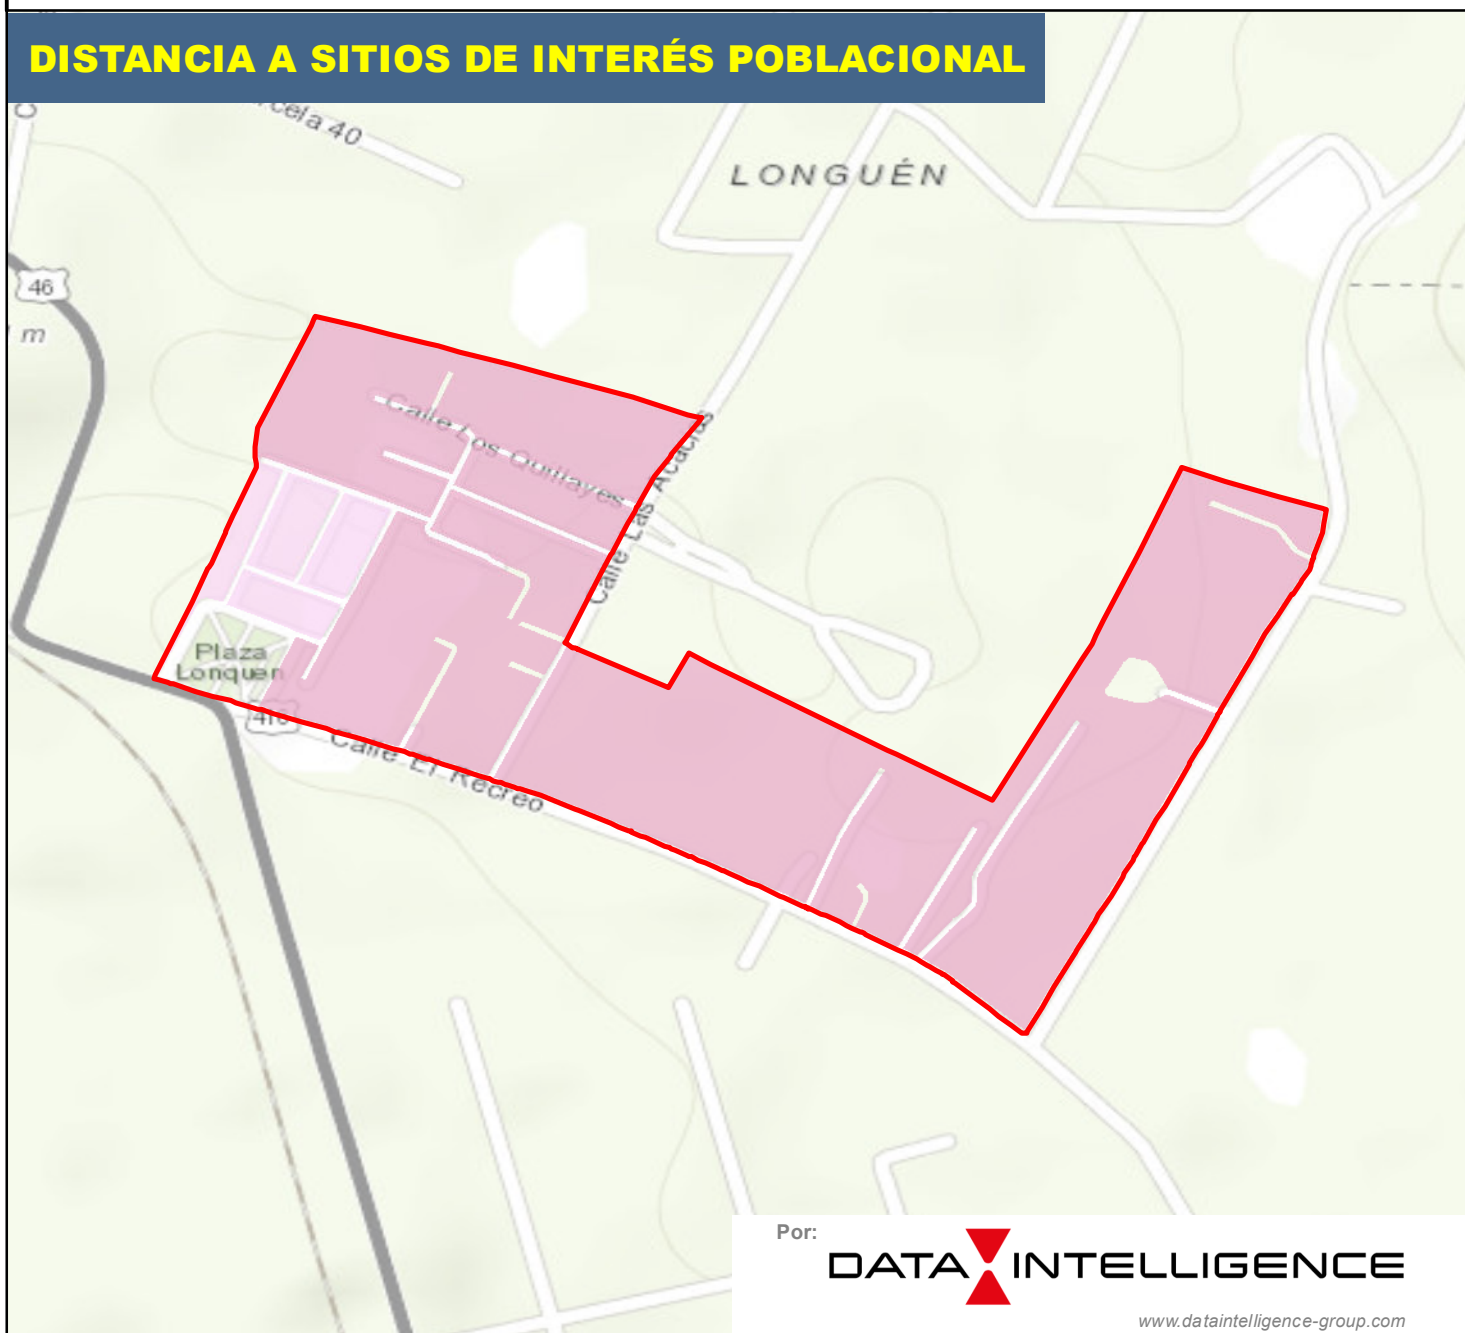 DISTANCIA A SITIOS DE INTERÉS POBLACIONAL
40
LONGUÉN
46
m
Calle Los Quillayes
Calle Las Acacias
Plaza
Lonquen
Calle El Recreo
Por:
DATA INTELLIGENCE
www.dataintelligence-group.com